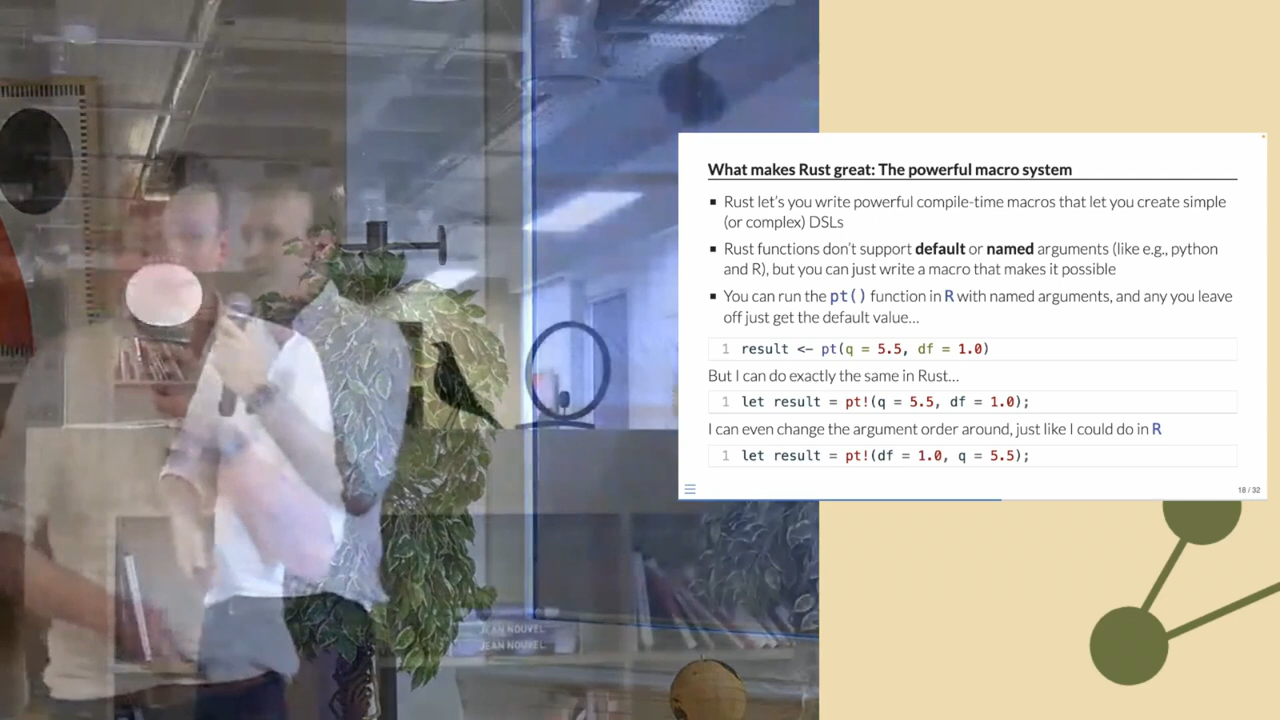 What makes Rust great: The powerful macro system
▪ Rust let's you write powerful compile-time macros that let you create simple
(or complex) DSLs
▪ Rust functions don't support default or named arguments (like e.g., python
and R), but you can just write a macro that makes it possible
▪ You can run the pt() function in R with named arguments, and any you leave
off just get the default value…
1 result <- pt(q = 5.5, df = 1.0)
But I can do exactly the same in Rust…
1 let result = pt!(q = 5.5, df = 1.0);
I can even change the argument order around, just like I could do in R
1 let result = pt!(df = 1.0, q = 5.5);
18 / 32
JEAN NOUVEL
JEAN NOUVEL